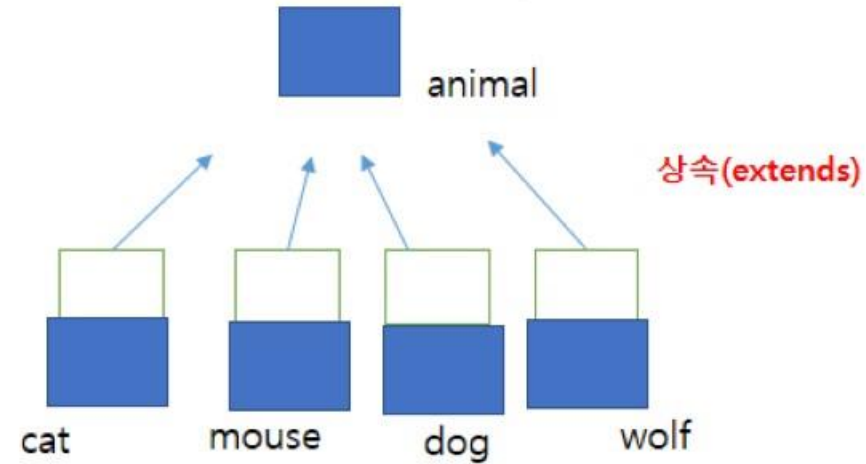 animal
상속(extends)
cat
mouse
dog
wolf